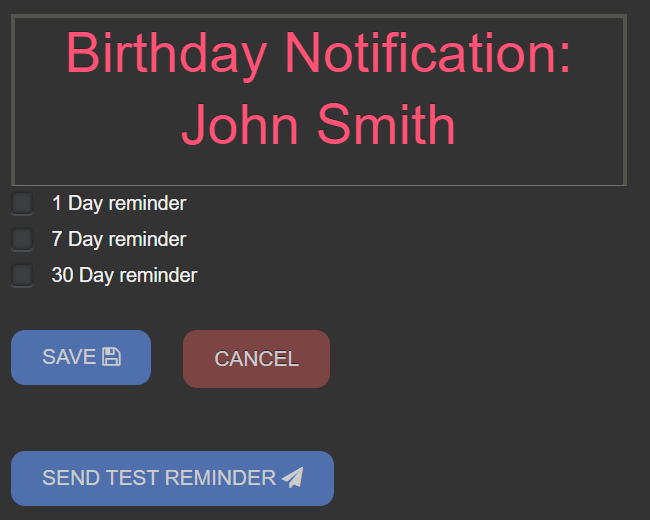 Birthday Notification:
John Smith
1 Day reminder
7 Day reminder
30 Day reminder
SAVE
CANCEL
SEND TEST REMINDER